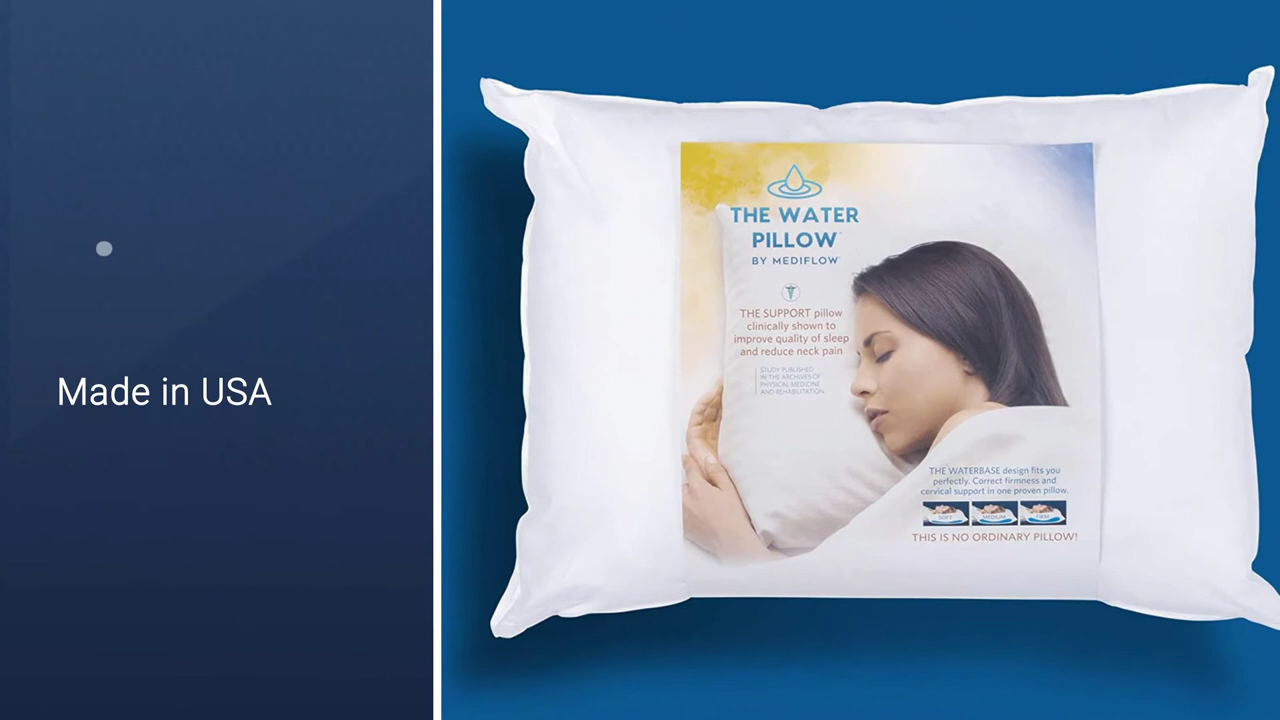 Made in USA
THE WATER
PILLOW
BY MEDIFLOW
THE SUPPORT pillow
clinically shown to
improve quality of sleep
and reduce neck pain
STUDY PUBLISHED
IN THE ARCHIVES OF
PHYSICAL MEDICINE
AND REHABILITATION
THE WATERBASE design fits you
perfectly. Correct firmness and
cervical support in one proven pillow.
SOFT MEDIUM FIRM
THIS IS NO ORDINARY PILLOW!